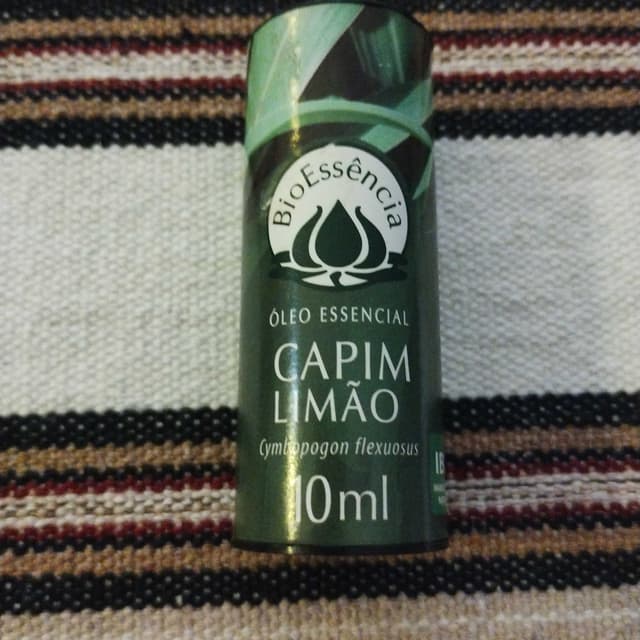 BioEssência
ÓLEO ESSENCIAL
CAPIM
LIMÃO
Cymbopogon flexuosus
10ml